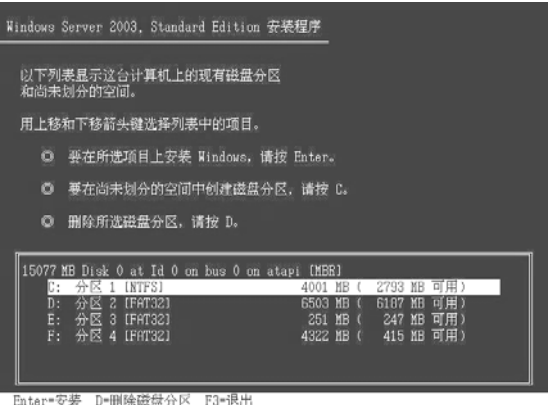 Windows Server 2003, Standard Edition 安装程序
以下列表显示这台计算机上的现有磁盘分区
和尚未划分的空间。
用上移和下移箭头键选择列表中的项目。
要在所选项目上安装 Windows，请按 Enter。
要在尚未划分的空间中创建磁盘分区，请按 C。
删除所选磁盘分区，请按 D。
15077 MB Disk 0 at Id 0 on bus 0 on atapi [MBR]
C: 分区 1 [NTFS] 4001 MB ( 2793 MB 可用)
D: 分区 2 [FAT32] 6503 MB ( 6187 MB 可用)
E: 分区 3 [FAT32] 251 MB ( 247 MB 可用)
F: 分区 4 [FAT32] 4322 MB ( 415 MB 可用)
Enter=安装 D=删除磁盘分区 F3=退出